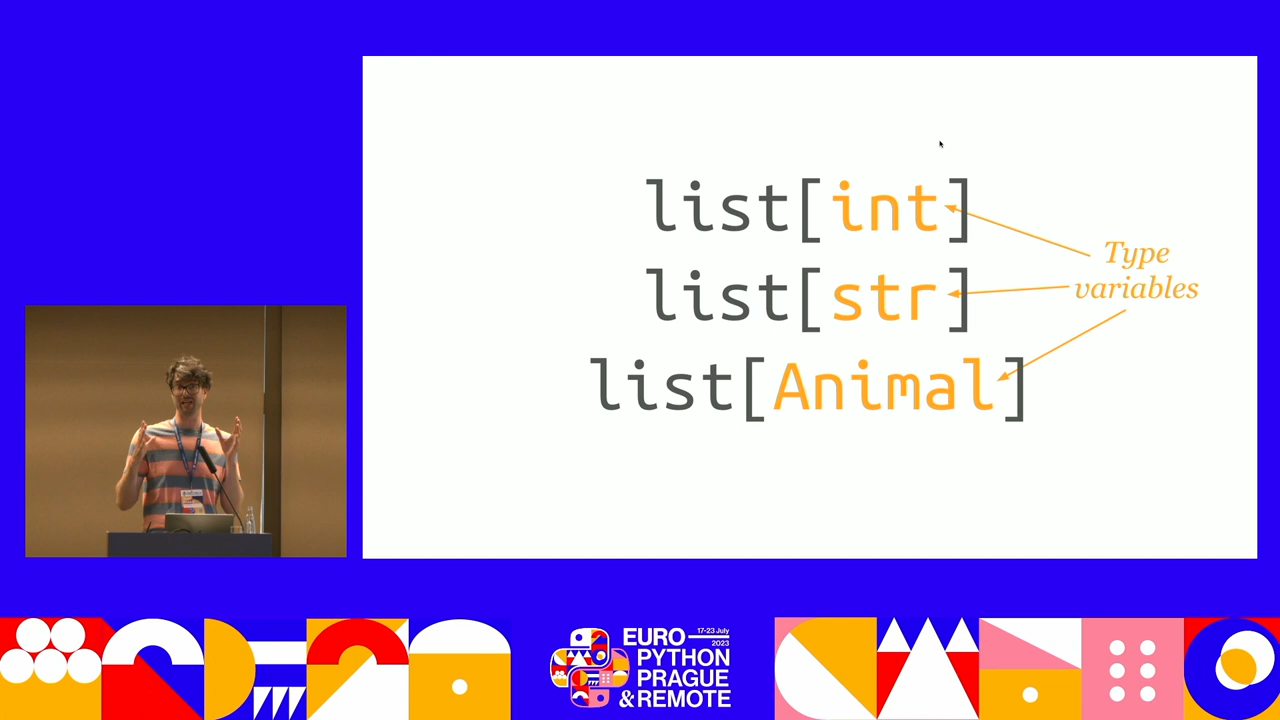 list[int]
list[str]
list[Animal]
Type
variables
17-23 July
2023
EURO
PYTHON
PRAGUE
& REMOTE